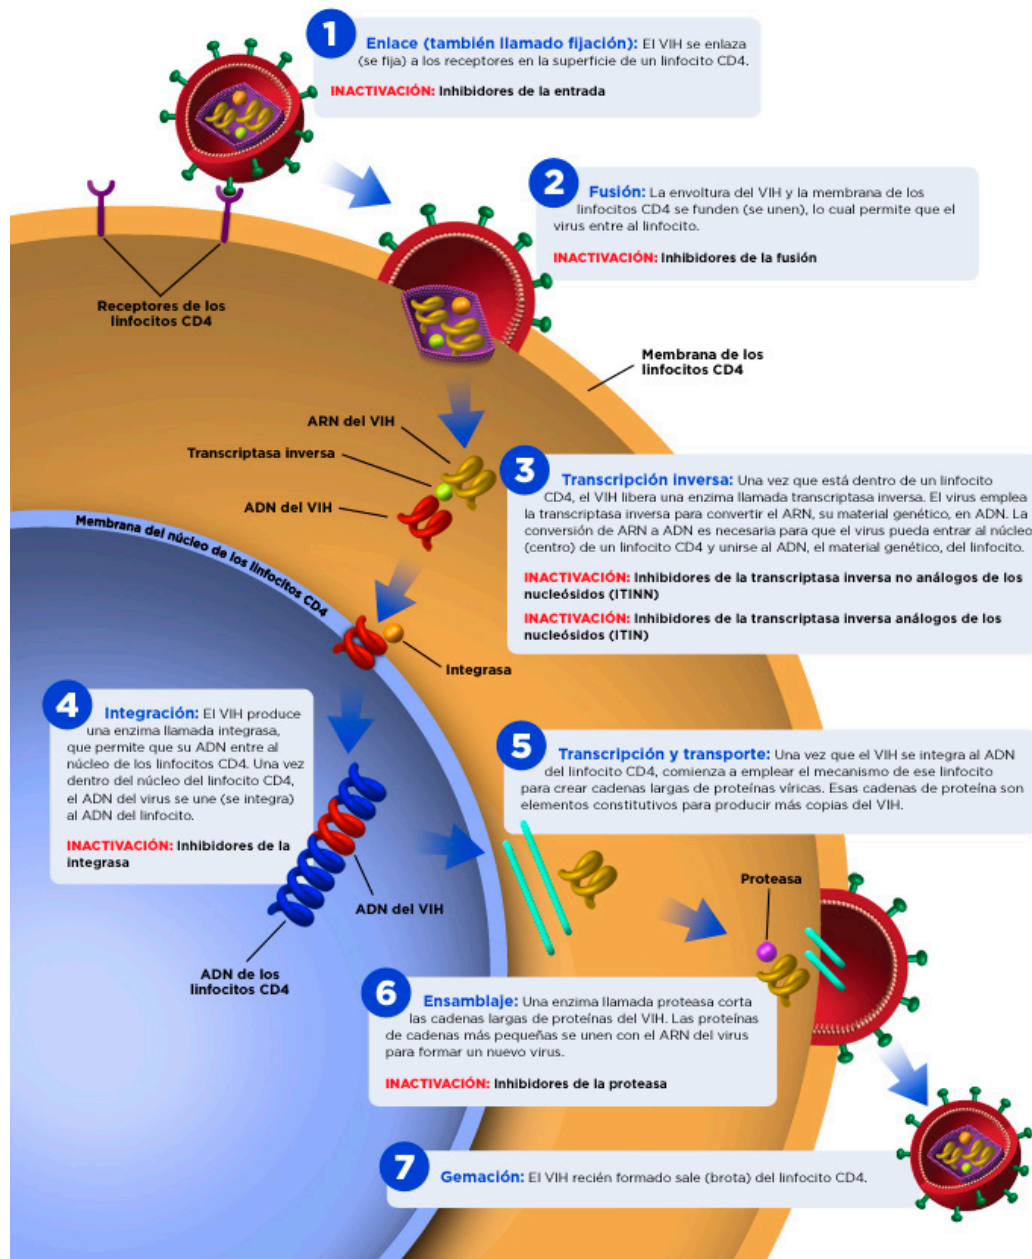 1
Enlace (también llamado fijación): El VIH se enlaza
(se fija) a los receptores en la superficie de un linfocito CD4.
INACTIVACIÓN: Inhibidores de la entrada
2
Fusión: La envoltura del VIH y la membrana de los
linfocitos CD4 se funden (se unen), lo cual permite que el
virus entre al linfocito.
INACTIVACIÓN: Inhibidores de la fusión
Receptores de los
linfocitos CD4
Membrana de los
linfocitos CD4
ARN del VIH
Transcriptasa inversa
ADN del VIH
3
Transcripción inversa: Una vez que está dentro de un linfocito
CD4, el VIH libera una enzima llamada transcriptasa inversa. El virus emplea
la transcriptasa inversa para convertir el ARN, su material genético, en ADN. La
conversión de ARN a ADN es necesaria para que el virus pueda entrar al núcleo
(centro) de un linfocito CD4 y unirse al ADN, el material genético, del linfocito.
INACTIVACIÓN: Inhibidores de la transcriptasa inversa no análogos de los
nucleósidos (ITINN)
INACTIVACIÓN: Inhibidores de la transcriptasa inversa análogos de los
nucleósidos (ITIN)
Membrana del núcleo de los linfocitos CD4
Integrasa
4
Integración: El VIH produce
una enzima llamada integrasa,
que permite que su ADN entre al
núcleo de los linfocitos CD4. Una vez
dentro del núcleo del linfocito CD4,
el ADN del virus se une (se integra)
al ADN del linfocito.
INACTIVACIÓN: Inhibidores de la
integrasa
5
Transcripción y transporte: Una vez que el VIH se integra al ADN
del linfocito CD4, comienza a emplear el mecanismo de ese linfocito
para crear cadenas largas de proteínas víricas. Esas cadenas de proteína son
elementos constitutivos para producir más copias del VIH.
ADN del VIH
ADN de los
linfocitos CD4
Proteasa
6
Ensamblaje: Una enzima llamada proteasa corta
las cadenas largas de proteínas del VIH. Las proteínas
de cadenas más pequeñas se unen con el ARN del virus
para formar un nuevo virus.
INACTIVACIÓN: Inhibidores de la proteasa
7
Gemación: El VIH recién formado sale (brota) del linfocito CD4.